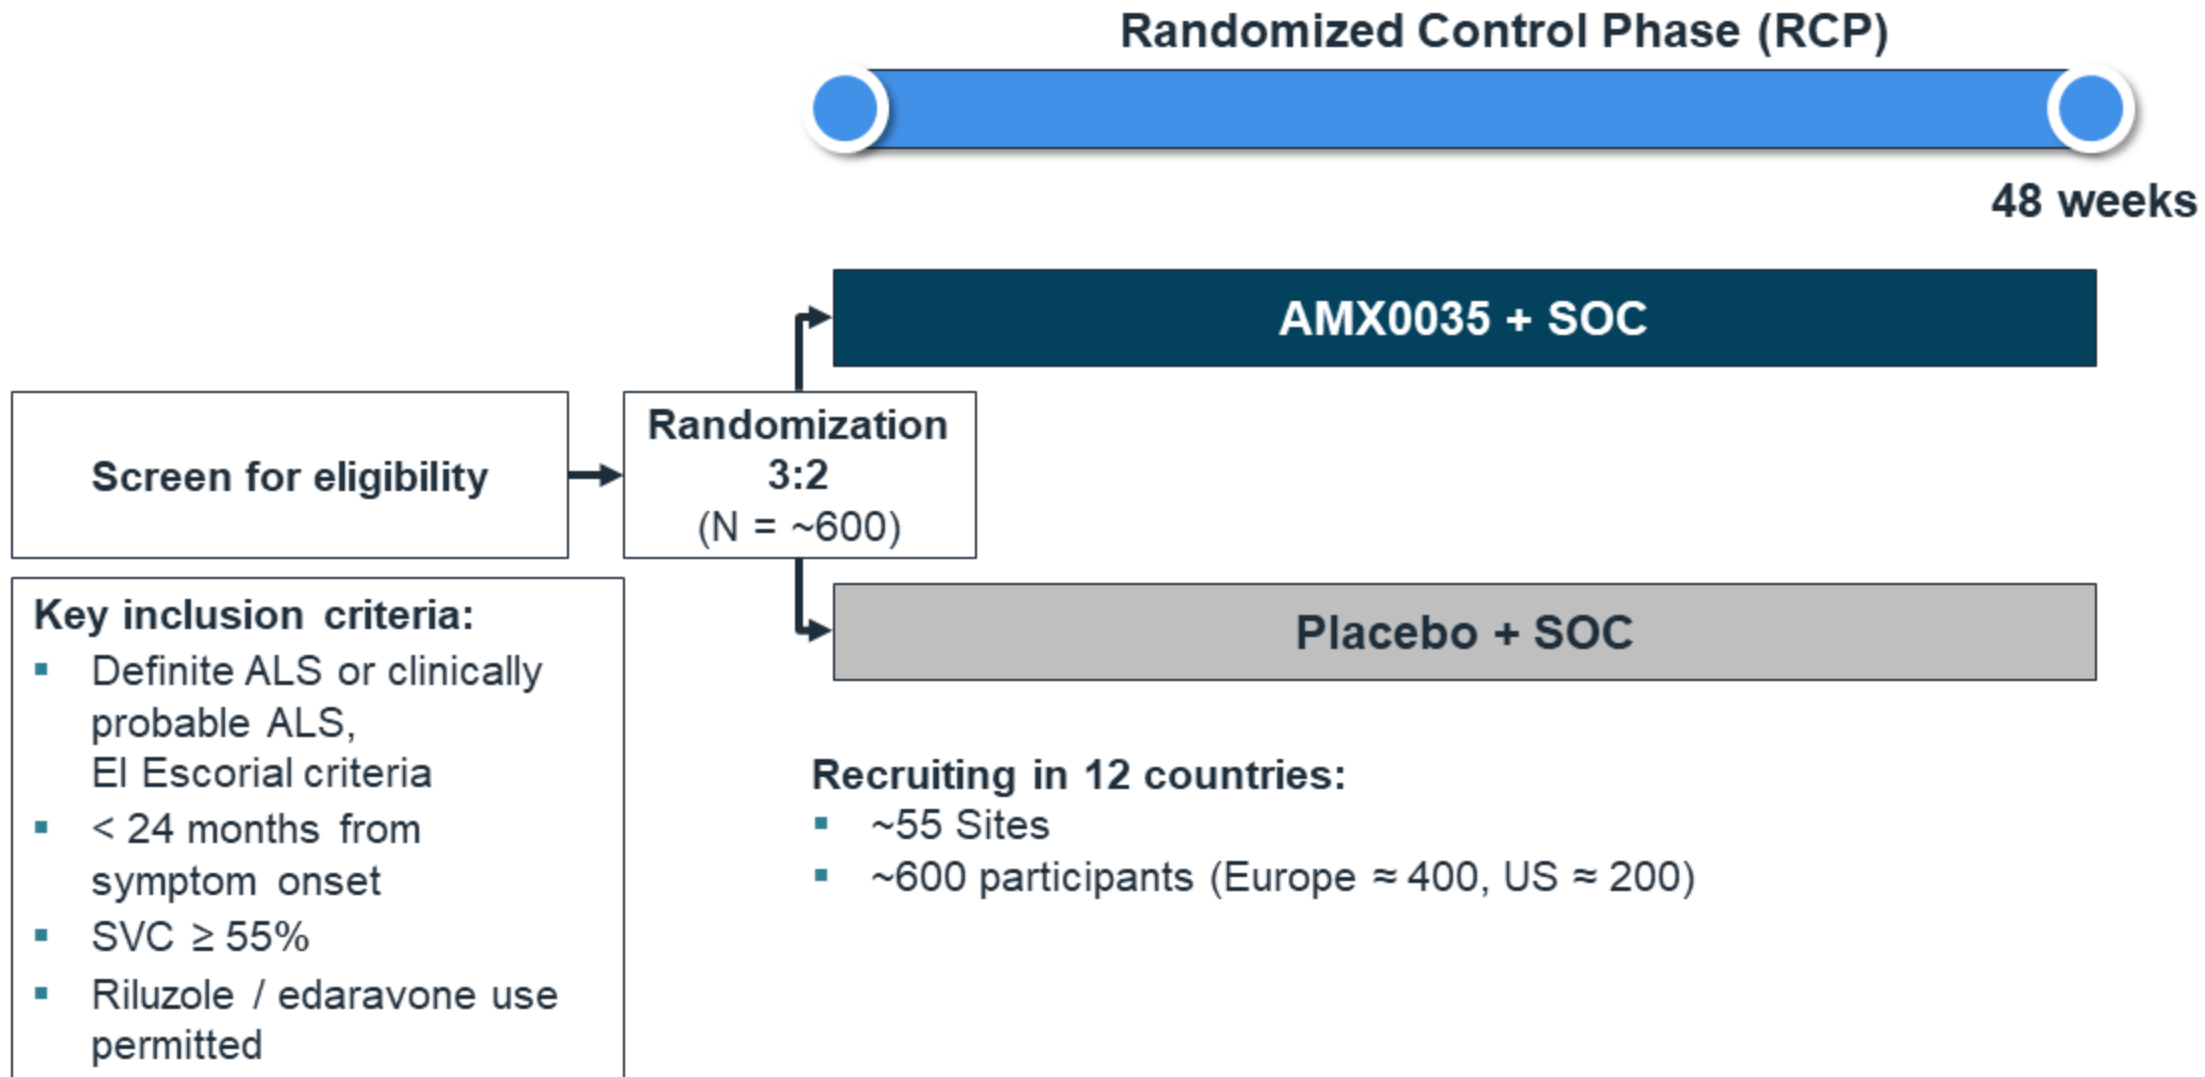 Randomized Control Phase (RCP)
48 weeks
AMX0035 + SOC
Screen for eligibility
Randomization
3:2
(N = ~600)
Placebo + SOC
Key inclusion criteria:
▪ Definite ALS or clinically
probable ALS,
El Escorial criteria
▪ < 24 months from
symptom onset
▪ SVC ≥ 55%
▪ Riluzole / edaravone use
permitted
Recruiting in 12 countries:
▪ ~55 Sites
▪ ~600 participants (Europe ≈ 400, US ≈ 200)